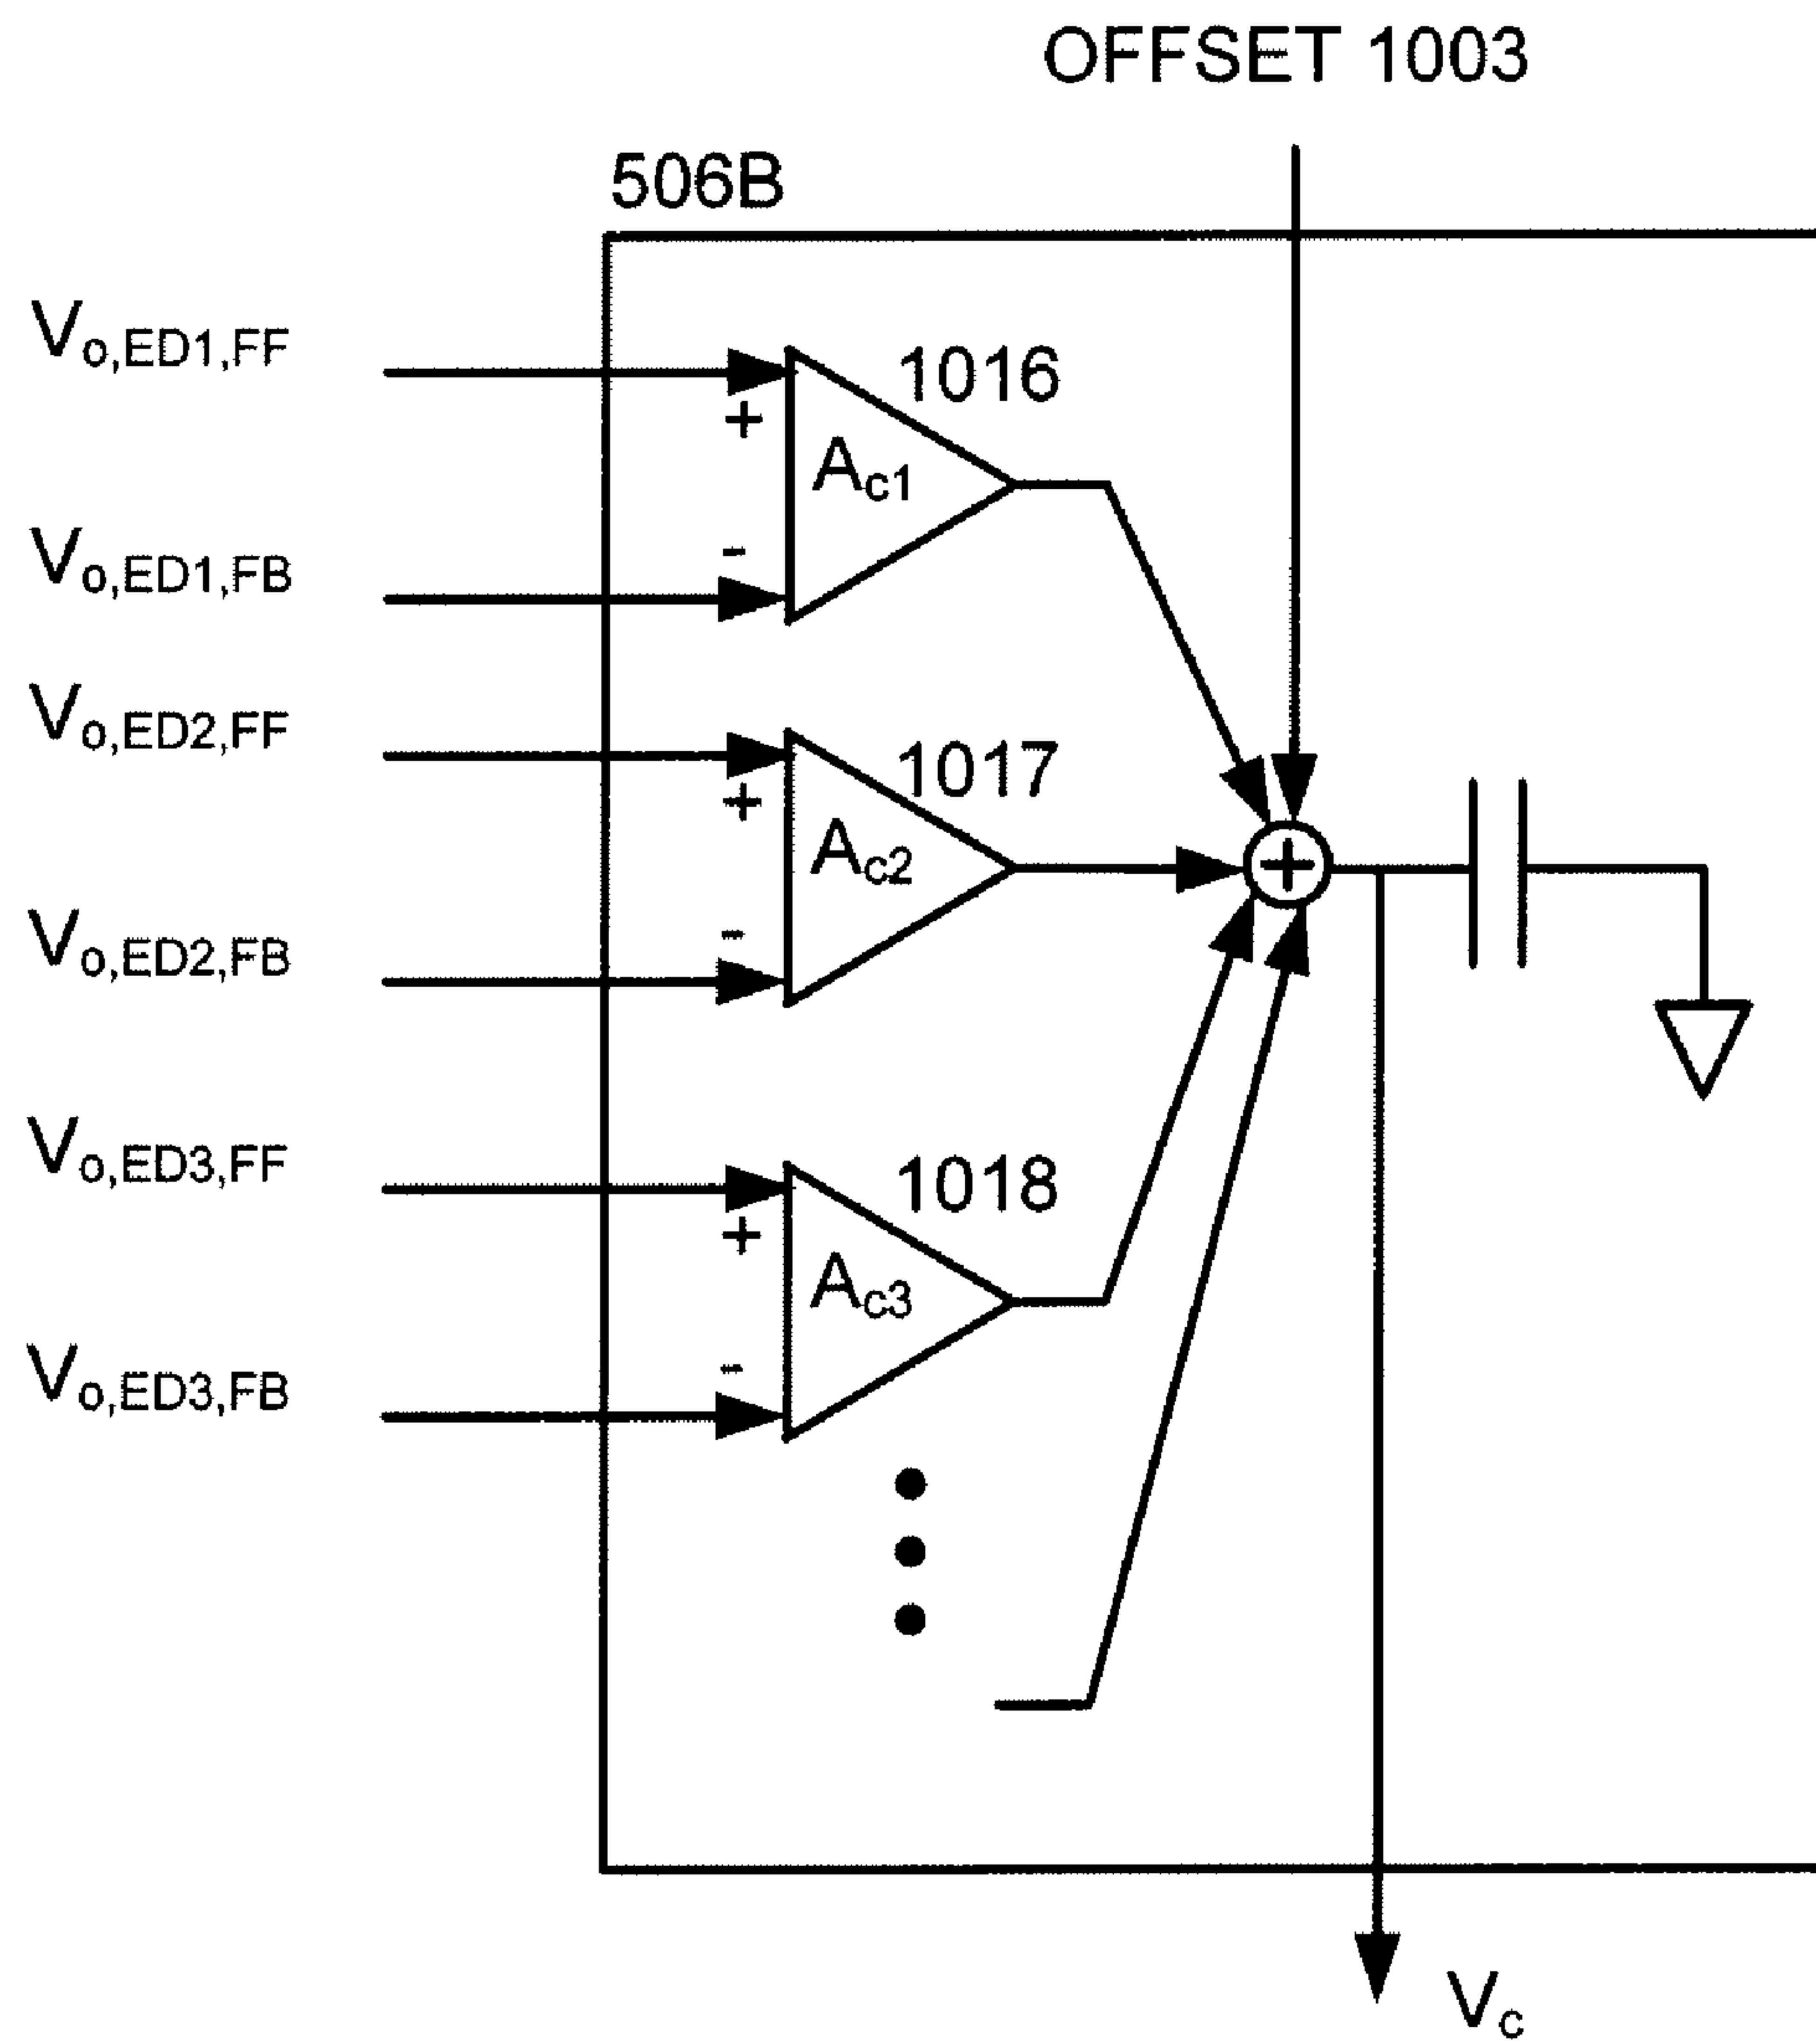 OFFSET 1003
506B
Vo,ED1,FF
+
1016
Ac1
-
Vo,ED1,FB
Vo,ED2,FF
+
1017
Ac2
+
-
Vo,ED2,FB
Vo,ED3,FF
+
1018
Ac3
-
Vo,ED3,FB
Vc